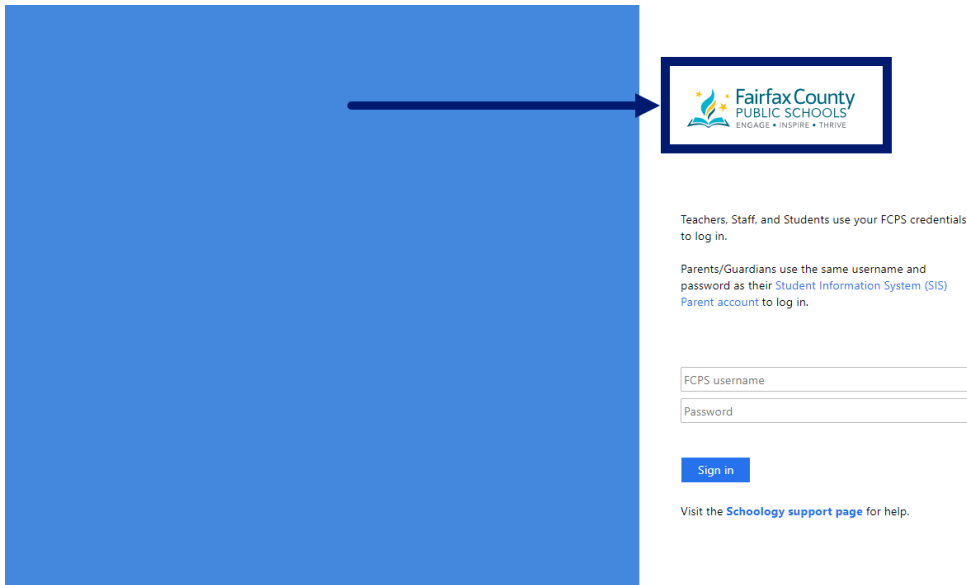 Fairfax County
PUBLIC SCHOOLS
ENGAGE • INSPIRE • THRIVE
Teachers, Staff, and Students use your FCPS credentials
to log in.
Parents/Guardians use the same username and
password as their Student Information System (SIS)
Parent account to log in.
FCPS username
Password
Sign in
Visit the Schoology support page for help.